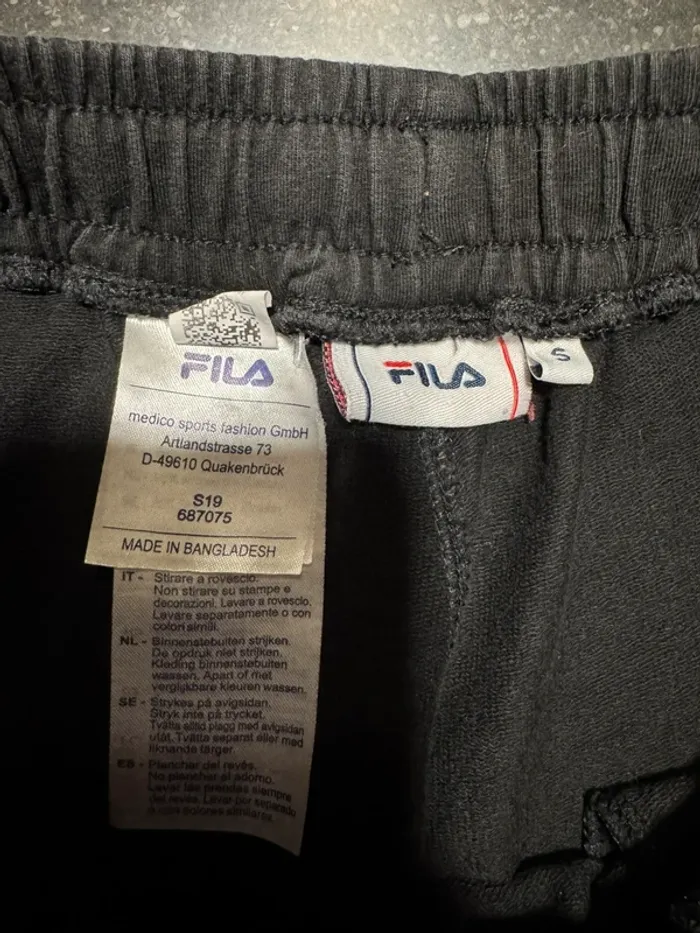 FILA
medico sports fashion GmbH
Artlandstrasse 73
D-49610 Quakenbrück
S19
687075
MADE IN BANGLADESH
FILA
S
IT - Stirare a rovescio.
Non stirare su stampe e
decorazioni. Lavare a rovescio.
Lavare separatamente o con
colori simili.
NL - Binnenstebuiten strijken.
De opdruk niet strijken.
Kleding binnenstebuiten
wassen. Apart of met
verglijkbare kleuren wassen.
SE - Strykes på avigsidan.
Stryk inte på trycket.
Tvätta alltid plagg med avigsidan
utåt. Tvätta separat eller med
liknande färger.
ES - Planchar del revés.
No planchar el adorno.
Lavar las prendas siempre
del revés. Lavar por separado
o con colores similares.